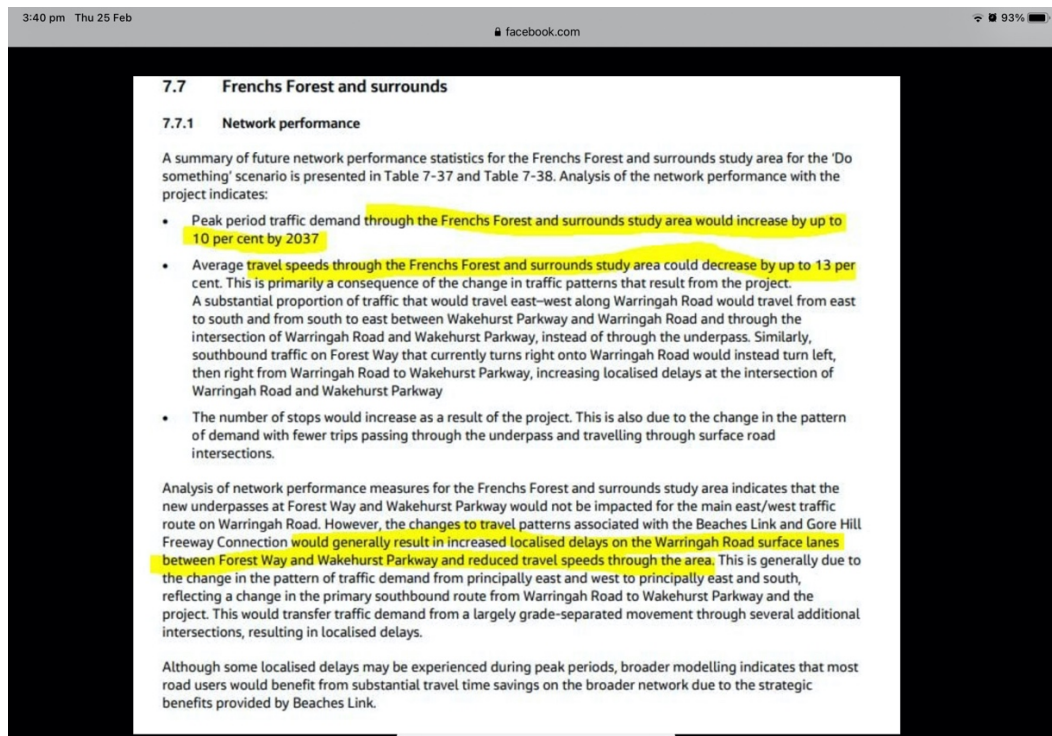 3:40 pm Thu 25 Feb
93%
facebook.com
7.7 Frenchs Forest and surrounds
7.7.1 Network performance
A summary of future network performance statistics for the Frenchs Forest and surrounds study area for the 'Do
something' scenario is presented in Table 7-37 and Table 7-38. Analysis of the network performance with the
project indicates:
• Peak period traffic demand through the Frenchs Forest and surrounds study area would increase by up to
10 per cent by 2037
• Average travel speeds through the Frenchs Forest and surrounds study area could decrease by up to 13 per
cent. This is primarily a consequence of the change in traffic patterns that result from the project.
A substantial proportion of traffic that would travel east–west along Warringah Road would travel from east
to south and from south to east between Wakehurst Parkway and Warringah Road and through the
intersection of Warringah Road and Wakehurst Parkway, instead of through the underpass. Similarly,
southbound traffic on Forest Way that currently turns right onto Warringah Road would instead turn left,
then right from Warringah Road to Wakehurst Parkway, increasing localised delays at the intersection of
Warringah Road and Wakehurst Parkway
• The number of stops would increase as a result of the project. This is also due to the change in the pattern
of demand with fewer trips passing through the underpass and travelling through surface road
intersections.
Analysis of network performance measures for the Frenchs Forest and surrounds study area indicates that the
new underpasses at Forest Way and Wakehurst Parkway would not be impacted for the main east/west traffic
route on Warringah Road. However, the changes to travel patterns associated with the Beaches Link and Gore Hill
Freeway Connection would generally result in increased localised delays on the Warringah Road surface lanes
between Forest Way and Wakehurst Parkway and reduced travel speeds through the area. This is generally due to
the change in the pattern of traffic demand from principally east and west to principally east and south,
reflecting a change in the primary southbound route from Warringah Road to Wakehurst Parkway and the
project. This would transfer traffic demand from a largely grade-separated movement through several additional
intersections, resulting in localised delays.
Although some localised delays may be experienced during peak periods, broader modelling indicates that most
road users would benefit from substantial travel time savings on the broader network due to the strategic
benefits provided by Beaches Link.